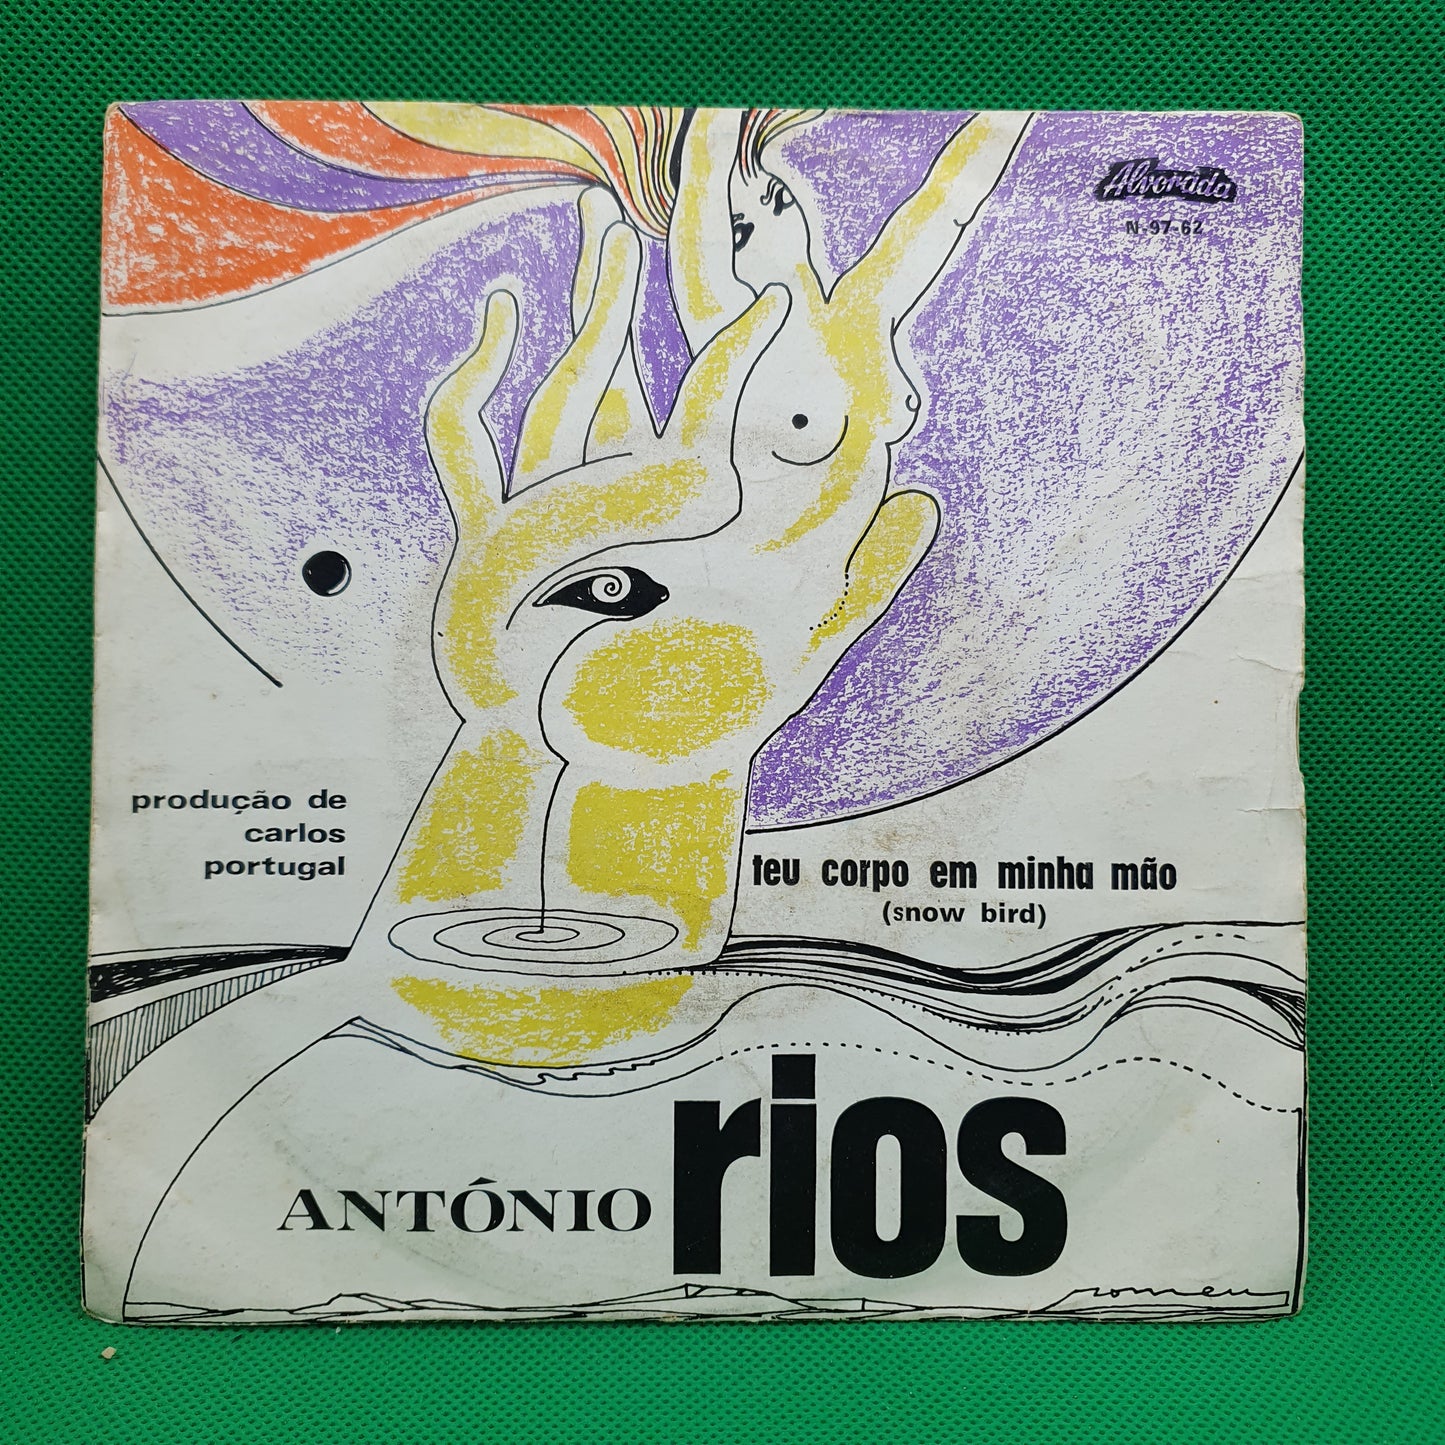 Alvorada
N-97-62
produção de
carlos
portugal
teu corpo em minha mão
(snow bird)
ANTÓNIO rios
romeu